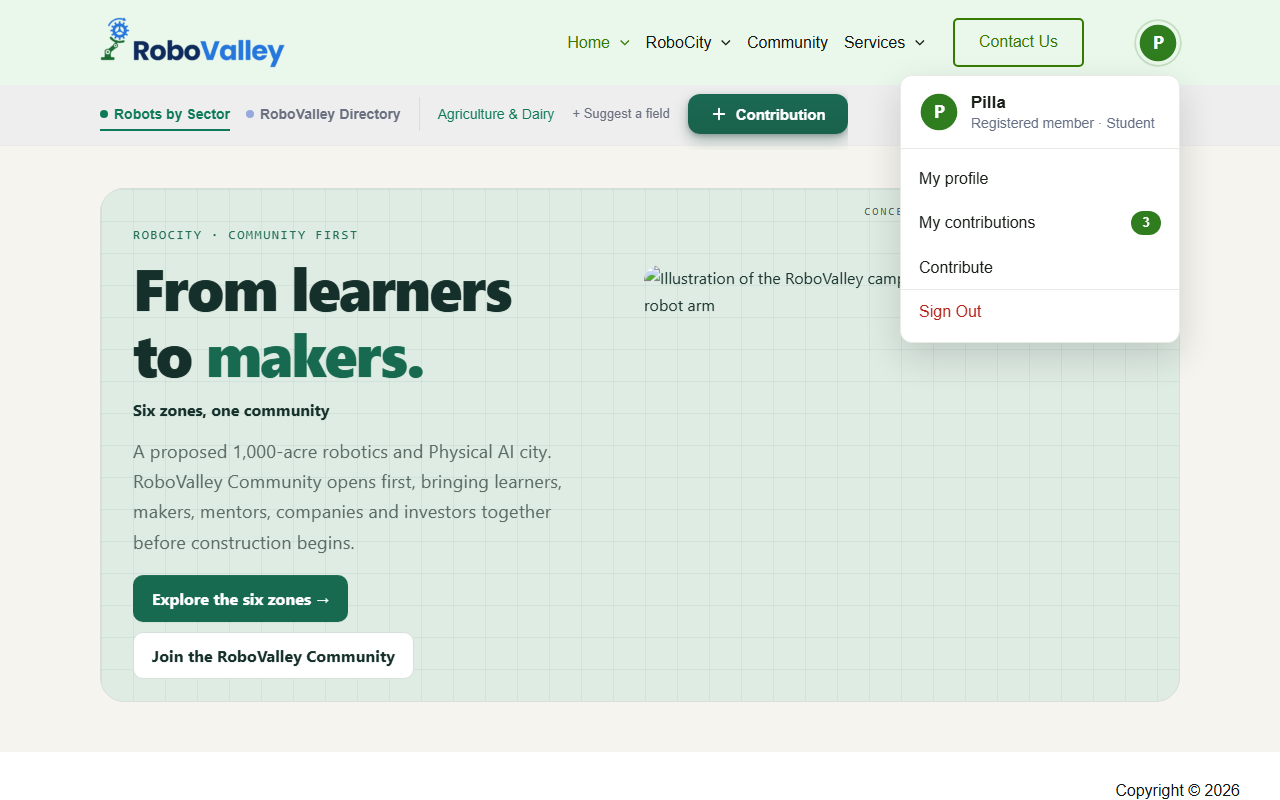 RoboValley
Home
RoboCity
Community
Services
Contact Us
P
Robots by Sector
RoboValley Directory
Agriculture & Dairy
+ Suggest a field
+ Contribution
P
Pilla
Registered member · Student
My profile
My contributions
3
Contribute
Sign Out
ROBOCITY · COMMUNITY FIRST
From learners
to makers.
Six zones, one community
A proposed 1,000-acre robotics and Physical AI city.
RoboValley Community opens first, bringing learners,
makers, mentors, companies and investors together
before construction begins.
Explore the six zones →
Join the RoboValley Community
Illustration of the RoboValley
robot arm
Copyright © 2026